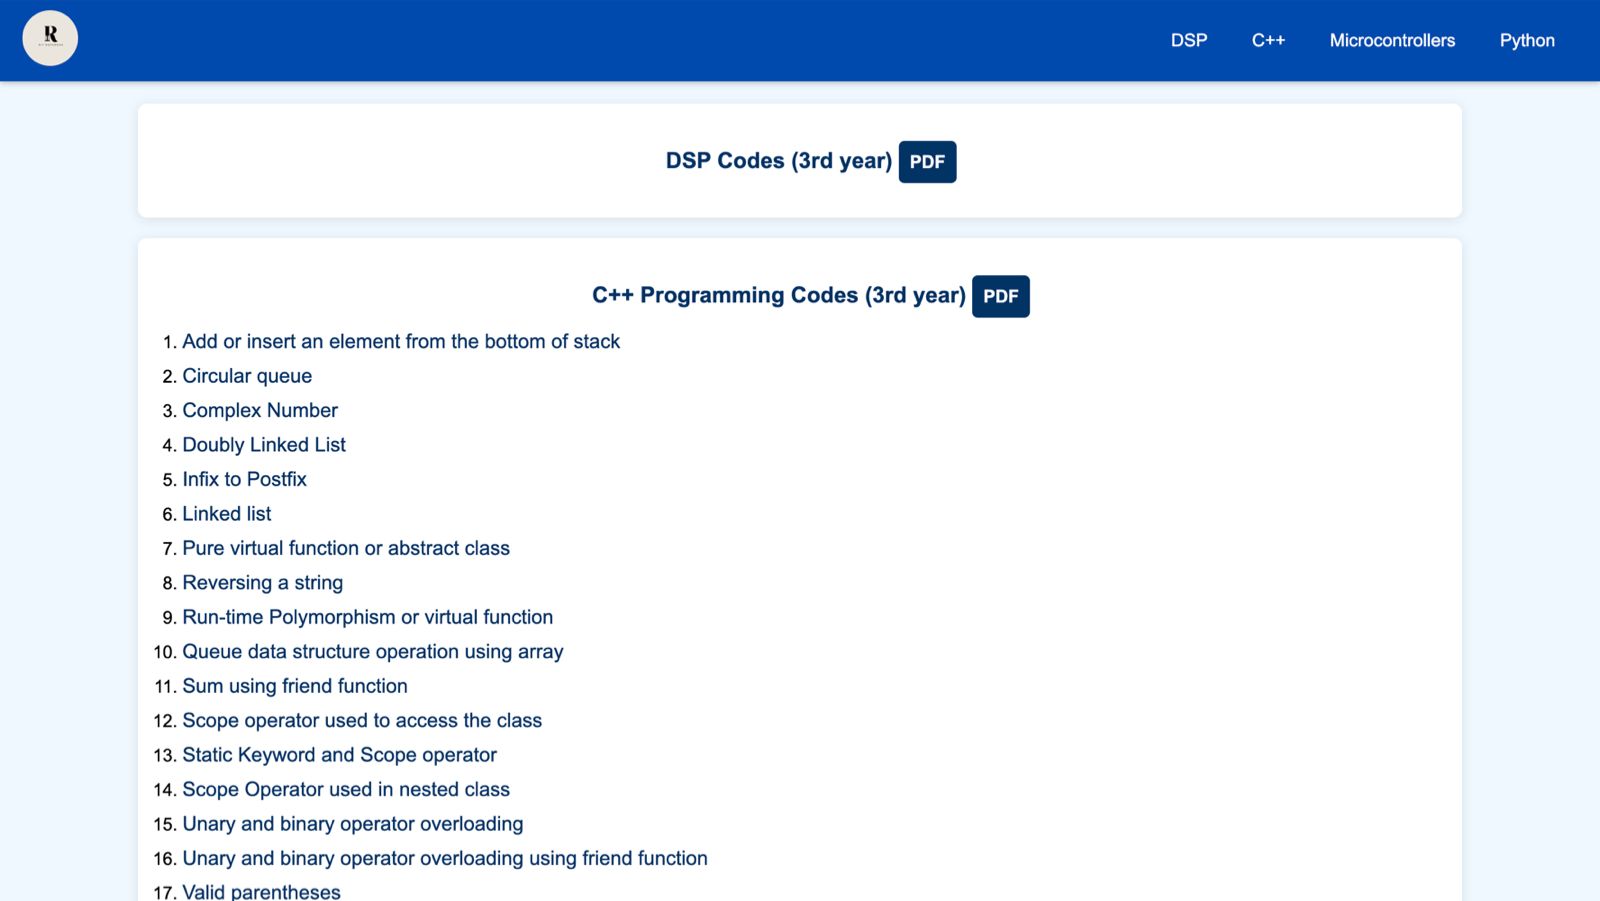 R
DSP
C++
Microcontrollers
Python
DSP Codes (3rd year) PDF
C++ Programming Codes (3rd year) PDF
1. Add or insert an element from the bottom of stack
2. Circular queue
3. Complex Number
4. Doubly Linked List
5. Infix to Postfix
6. Linked list
7. Pure virtual function or abstract class
8. Reversing a string
9. Run-time Polymorphism or virtual function
10. Queue data structure operation using array
11. Sum using friend function
12. Scope operator used to access the class
13. Static Keyword and Scope operator
14. Scope Operator used in nested class
15. Unary and binary operator overloading
16. Unary and binary operator overloading using friend function
17. Valid parentheses